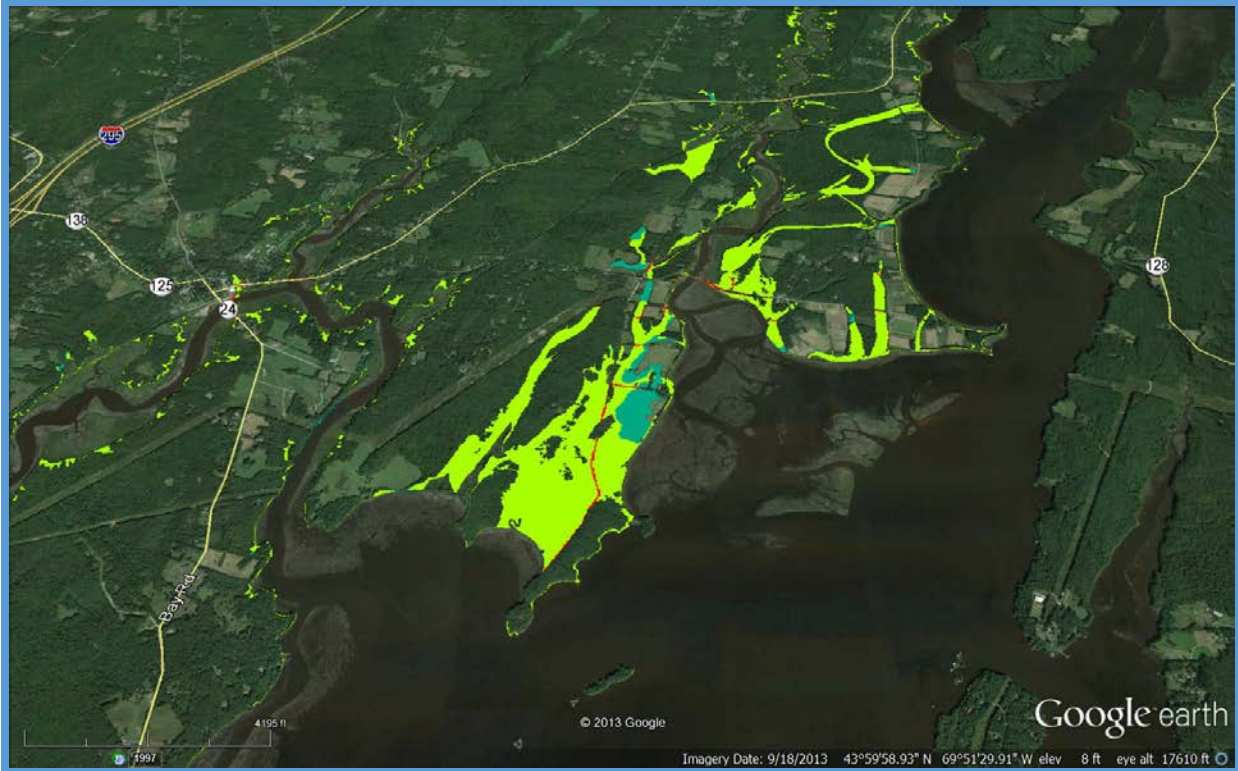 295
138
125
24
128
Bay Rd
4195 ft
© 2013 Google
Google earth
1997
Imagery Date: 9/18/2013 43°59'58.93" N 69°51'29.91" W elev 8 ft eye alt 17610 ft